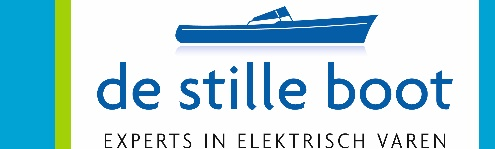 de stille boot
EXPERTS IN ELEKTRISCH VAREN